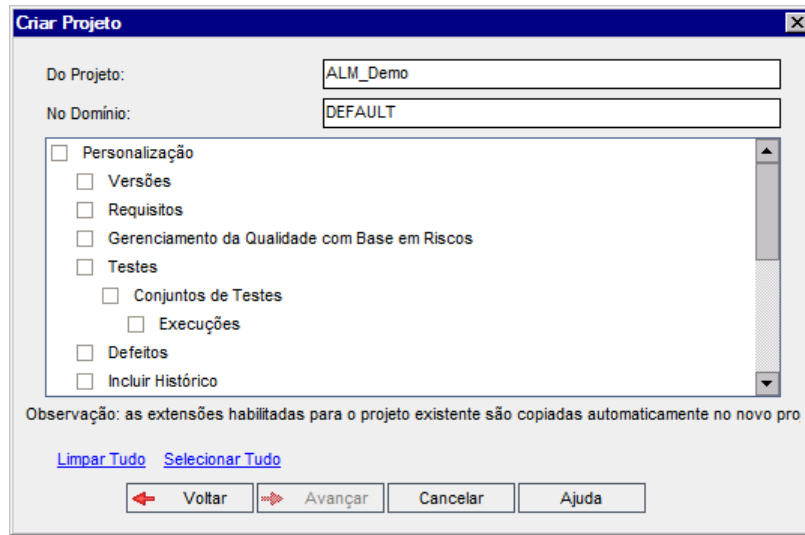 Criar Projeto
Do Projeto: ALM_Demo
No Domínio: DEFAULT
Personalização
Versões
Requisitos
Gerenciamento da Qualidade com Base em Riscos
Testes
Conjuntos de Testes
Execuções
Defeitos
Incluir Histórico
Observação: as extensões habilitadas para o projeto existente são copiadas automaticamente no novo pro
Limpar Tudo Selecionar Tudo
Voltar Avançar Cancelar Ajuda